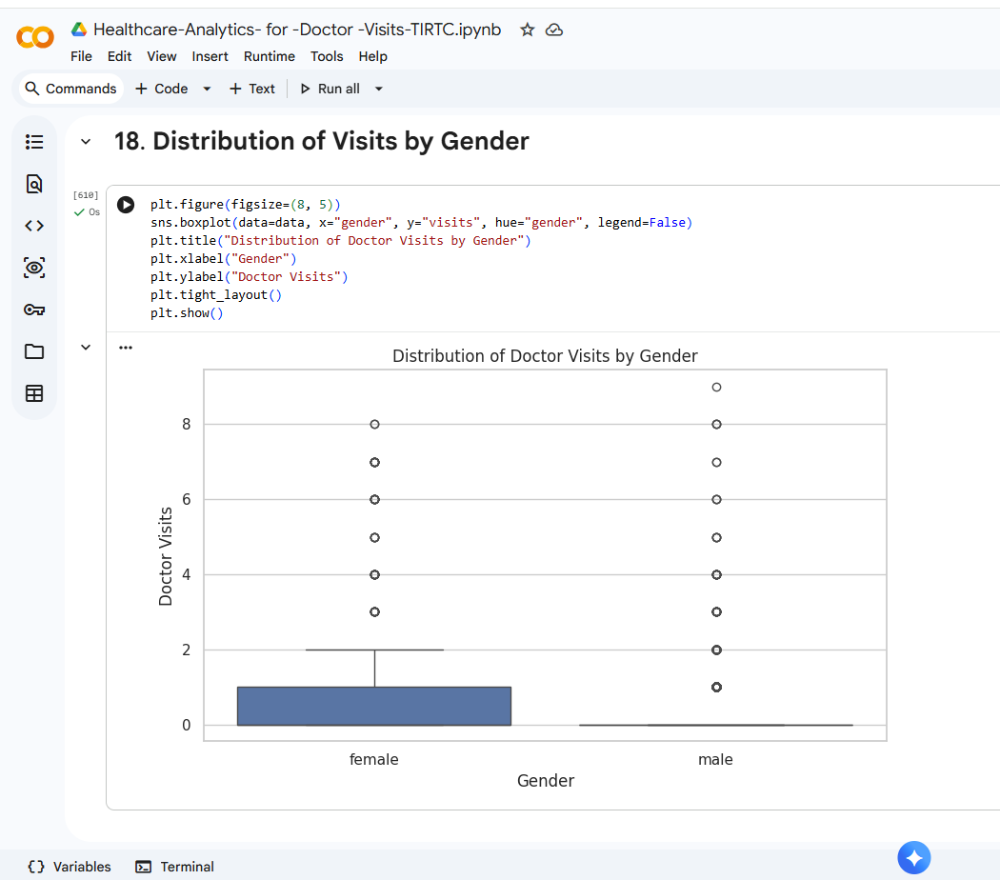 Healthcare-Analytics- for -Doctor -Visits-TIRTC.ipynb
File Edit View Insert Runtime Tools Help
Commands + Code + Text Run all
18. Distribution of Visits by Gender
[610]
0s
plt.figure(figsize=(8, 5))
sns.boxplot(data=data, x="gender", y="visits", hue="gender", legend=False)
plt.title("Distribution of Doctor Visits by Gender")
plt.xlabel("Gender")
plt.ylabel("Doctor Visits")
plt.tight_layout()
plt.show()
Distribution of Doctor Visits by Gender
8
6
4
2
0
Doctor Visits
female male
Gender
Variables Terminal